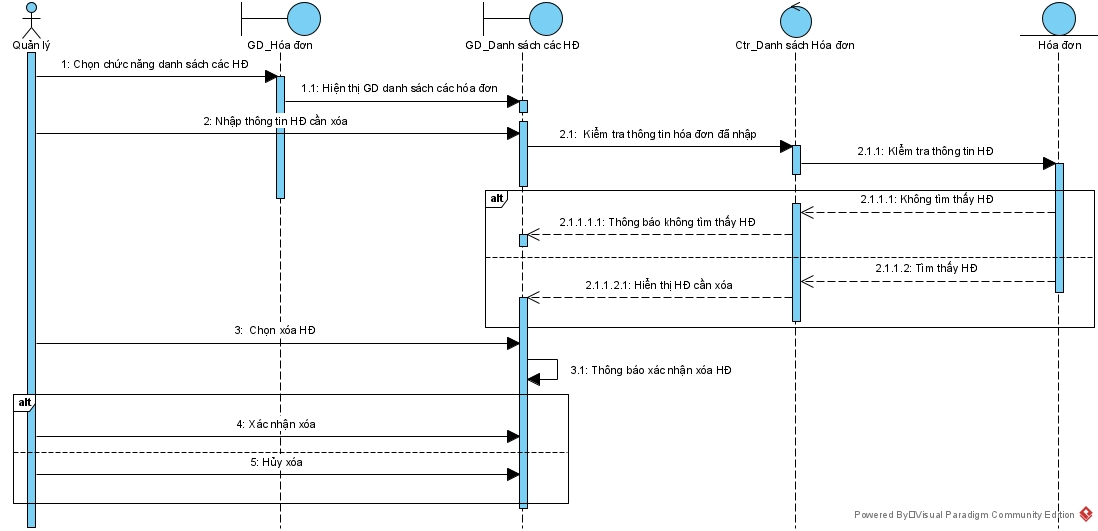 Quản lý
GD_Hóa đơn
GD_Danh sách các HĐ
Ctr_Danh sách Hóa đơn
Hóa đơn
1: Chọn chức năng danh sách các HĐ
1.1: Hiện thị GD danh sách các hóa đơn
2: Nhập thông tin HĐ cần xóa
2.1: Kiểm tra thông tin hóa đơn đã nhập
2.1.1: KIểm tra thông tin HĐ
alt
2.1.1.1: Không tìm thấy HĐ
2.1.1.1.1: Thông báo không tìm thấy HĐ
2.1.1.2: Tìm thấy HĐ
2.1.1.2.1: Hiển thị HĐ cần xóa
3: Chọn xóa HĐ
3.1: Thông báo xác nhận xóa HĐ
alt
4: Xác nhận xóa
5: Hủy xóa
Powered By Visual Paradigm Community Edition